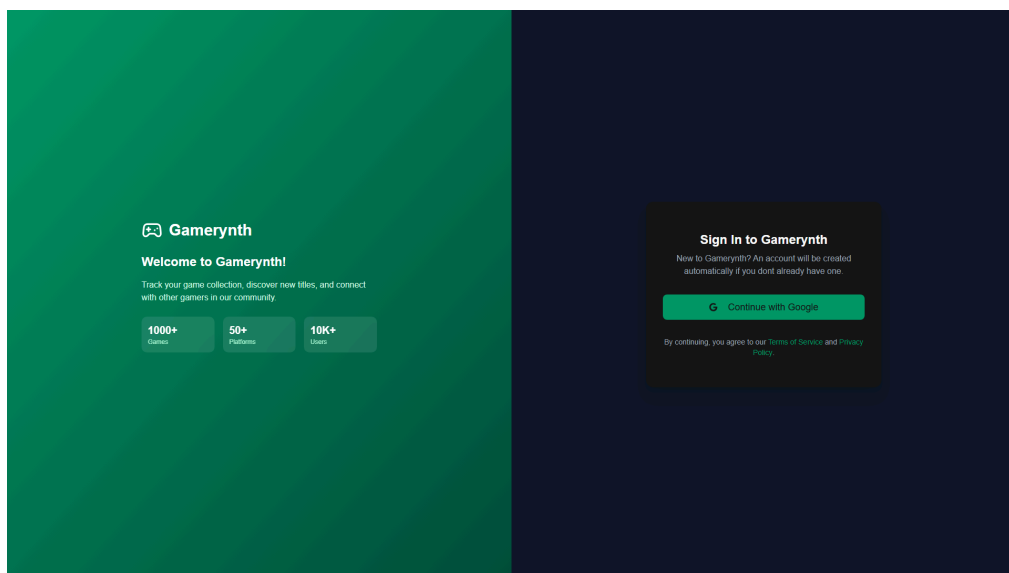 Gamerynth
Welcome to Gamerynth!
Track your game collection, discover new titles, and connect
with other gamers in our community.
1000+
Games
50+
Platforms
10K+
Users
Sign In to Gamerynth
New to Gamerynth? An account will be created
automatically if you dont already have one.
G Continue with Google
By continuing, you agree to our Terms of Service and Privacy
Policy.